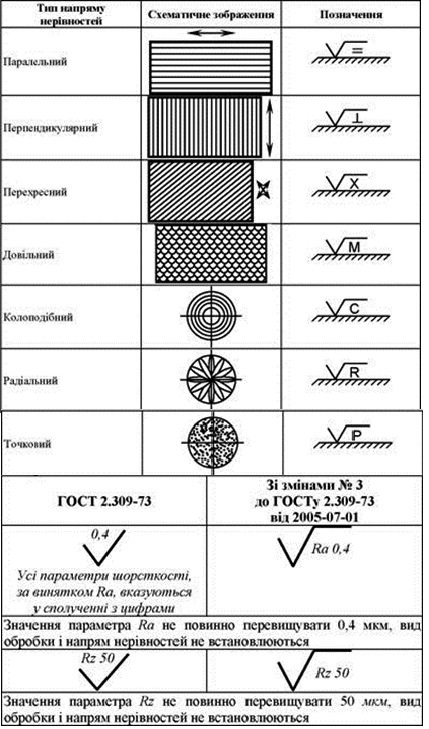 Тип напряму нерівностей
Схематичне зображення
Позначення
Паралельний
=
Перпендикулярний
⊥
Перехресний
X
Довільний
M
Колоподібний
C
Радіальний
R
Точковий
P
ГОСТ 2.309-73
Зі змінами № 3
до ГОСТу 2.309-73
від 2005-07-01
0,4
Усі параметри шорсткості,
за винятком Ra, вказуються
у сполученні з цифрами
Ra 0,4
Значення параметра Ra не повинно перевищувати 0,4 мкм, вид
обробки і напрям нерівностей не встановлюються
Rz 50
Rz 50
Значення параметра Rz не повинно перевищувати 50 мкм, вид
обробки і напрям нерівностей не встановлюються